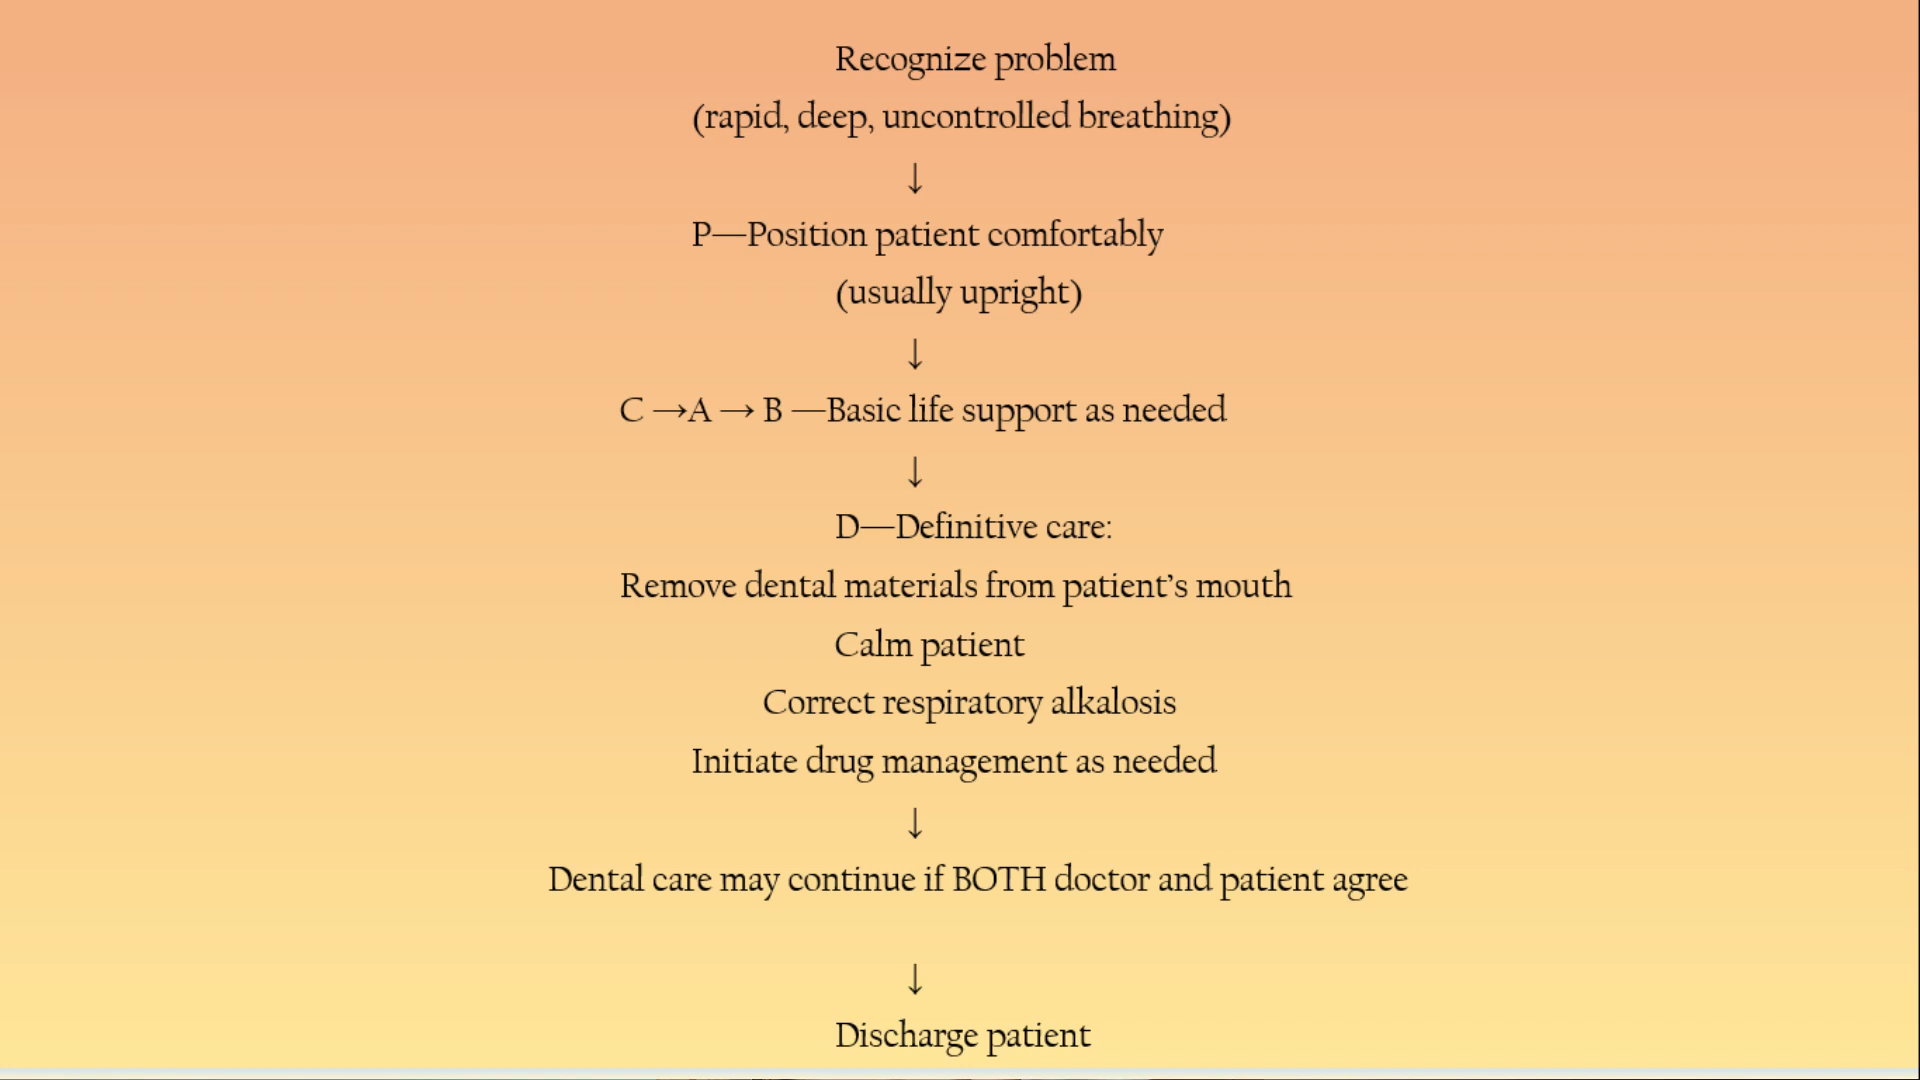 Recognize problem
(rapid, deep, uncontrolled breathing)
↓
P—Position patient comfortably
(usually upright)
↓
C →A → B —Basic life support as needed
↓
D—Definitive care:
Remove dental materials from patient’s mouth
Calm patient
Correct respiratory alkalosis
Initiate drug management as needed
↓
Dental care may continue if BOTH doctor and patient agree
↓
Discharge patient